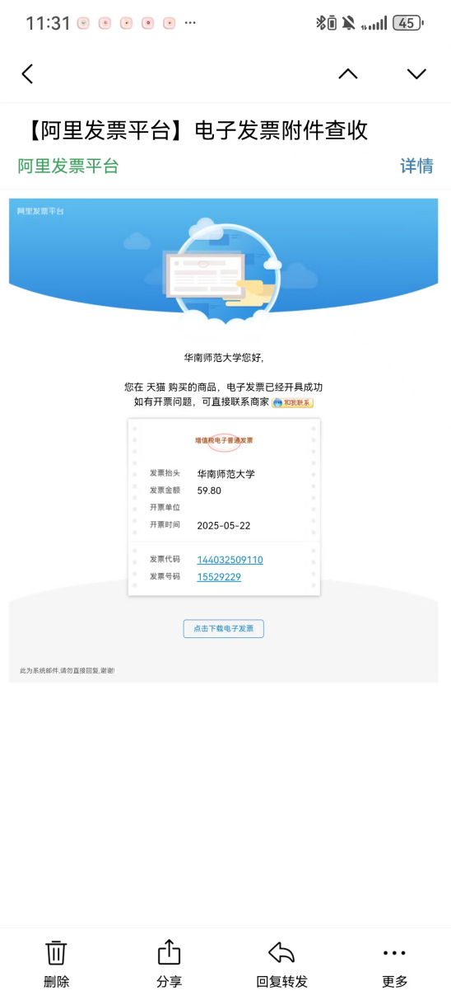 11:31
45
【阿里发票平台】电子发票附件查收
阿里发票平台
详情
阿里发票平台
华南师范大学您好,
您在 天猫 购买的商品，电子发票已经开具成功
如有开票问题，可直接联系商家 和我联系
增值税电子普通发票
发票抬头 华南师范大学
发票金额 59.80
开票单位
开票时间 2025-05-22
发票代码 144032509110
发票号码 15529229
点击下载电子发票
此为系统邮件,请勿直接回复,谢谢!
删除
分享
回复转发
更多